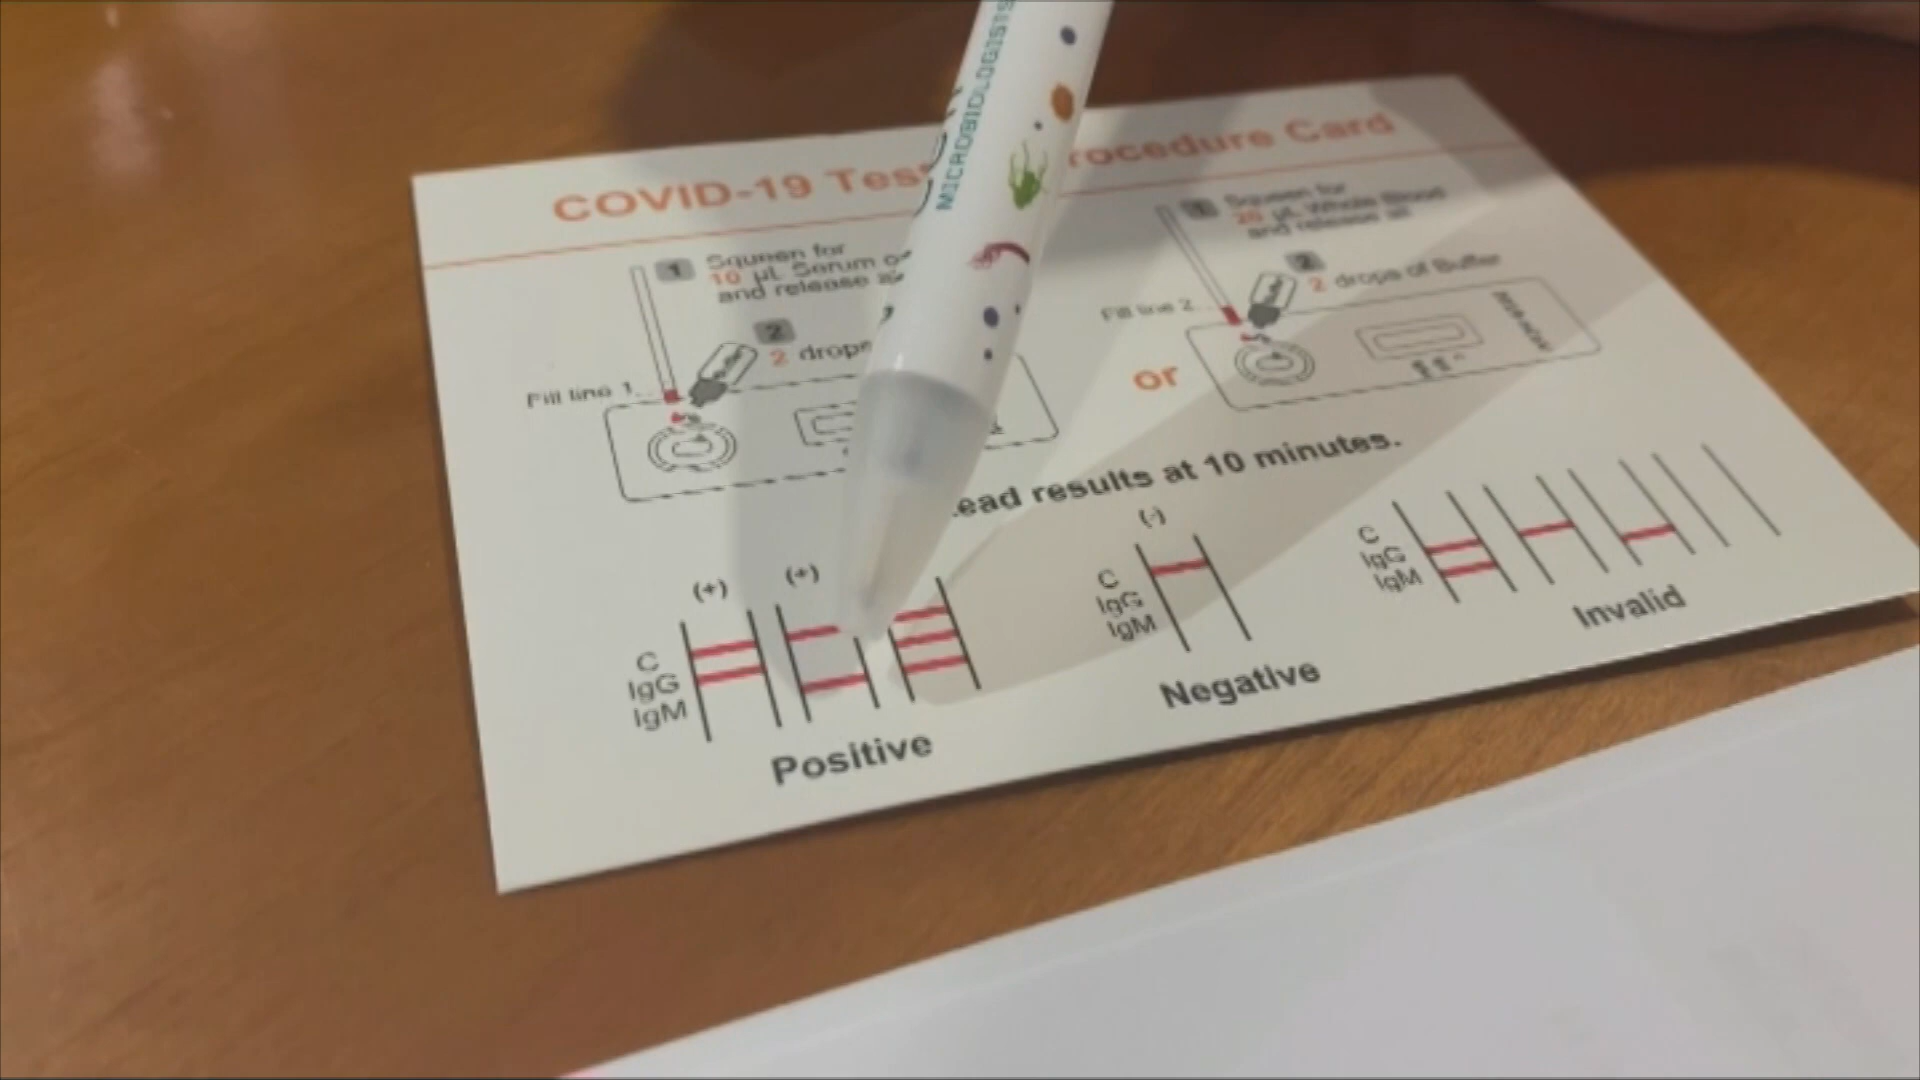 MICROBIOLOGISTS
COVID-19 Tes rocedure Card
1 Squeen for
10 µL Serum o
and release
2
2 drops
Fill line 1
1 Squeen for
20 µL Whole Blood
and release all
2
2 drops of Buffer
Fill line 2
or
ead results at 10 minutes.
(+) (+)
C
IgG
IgM
Positive
(-)
C
IgG
IgM
Negative
C
IgG
IgM
Invalid